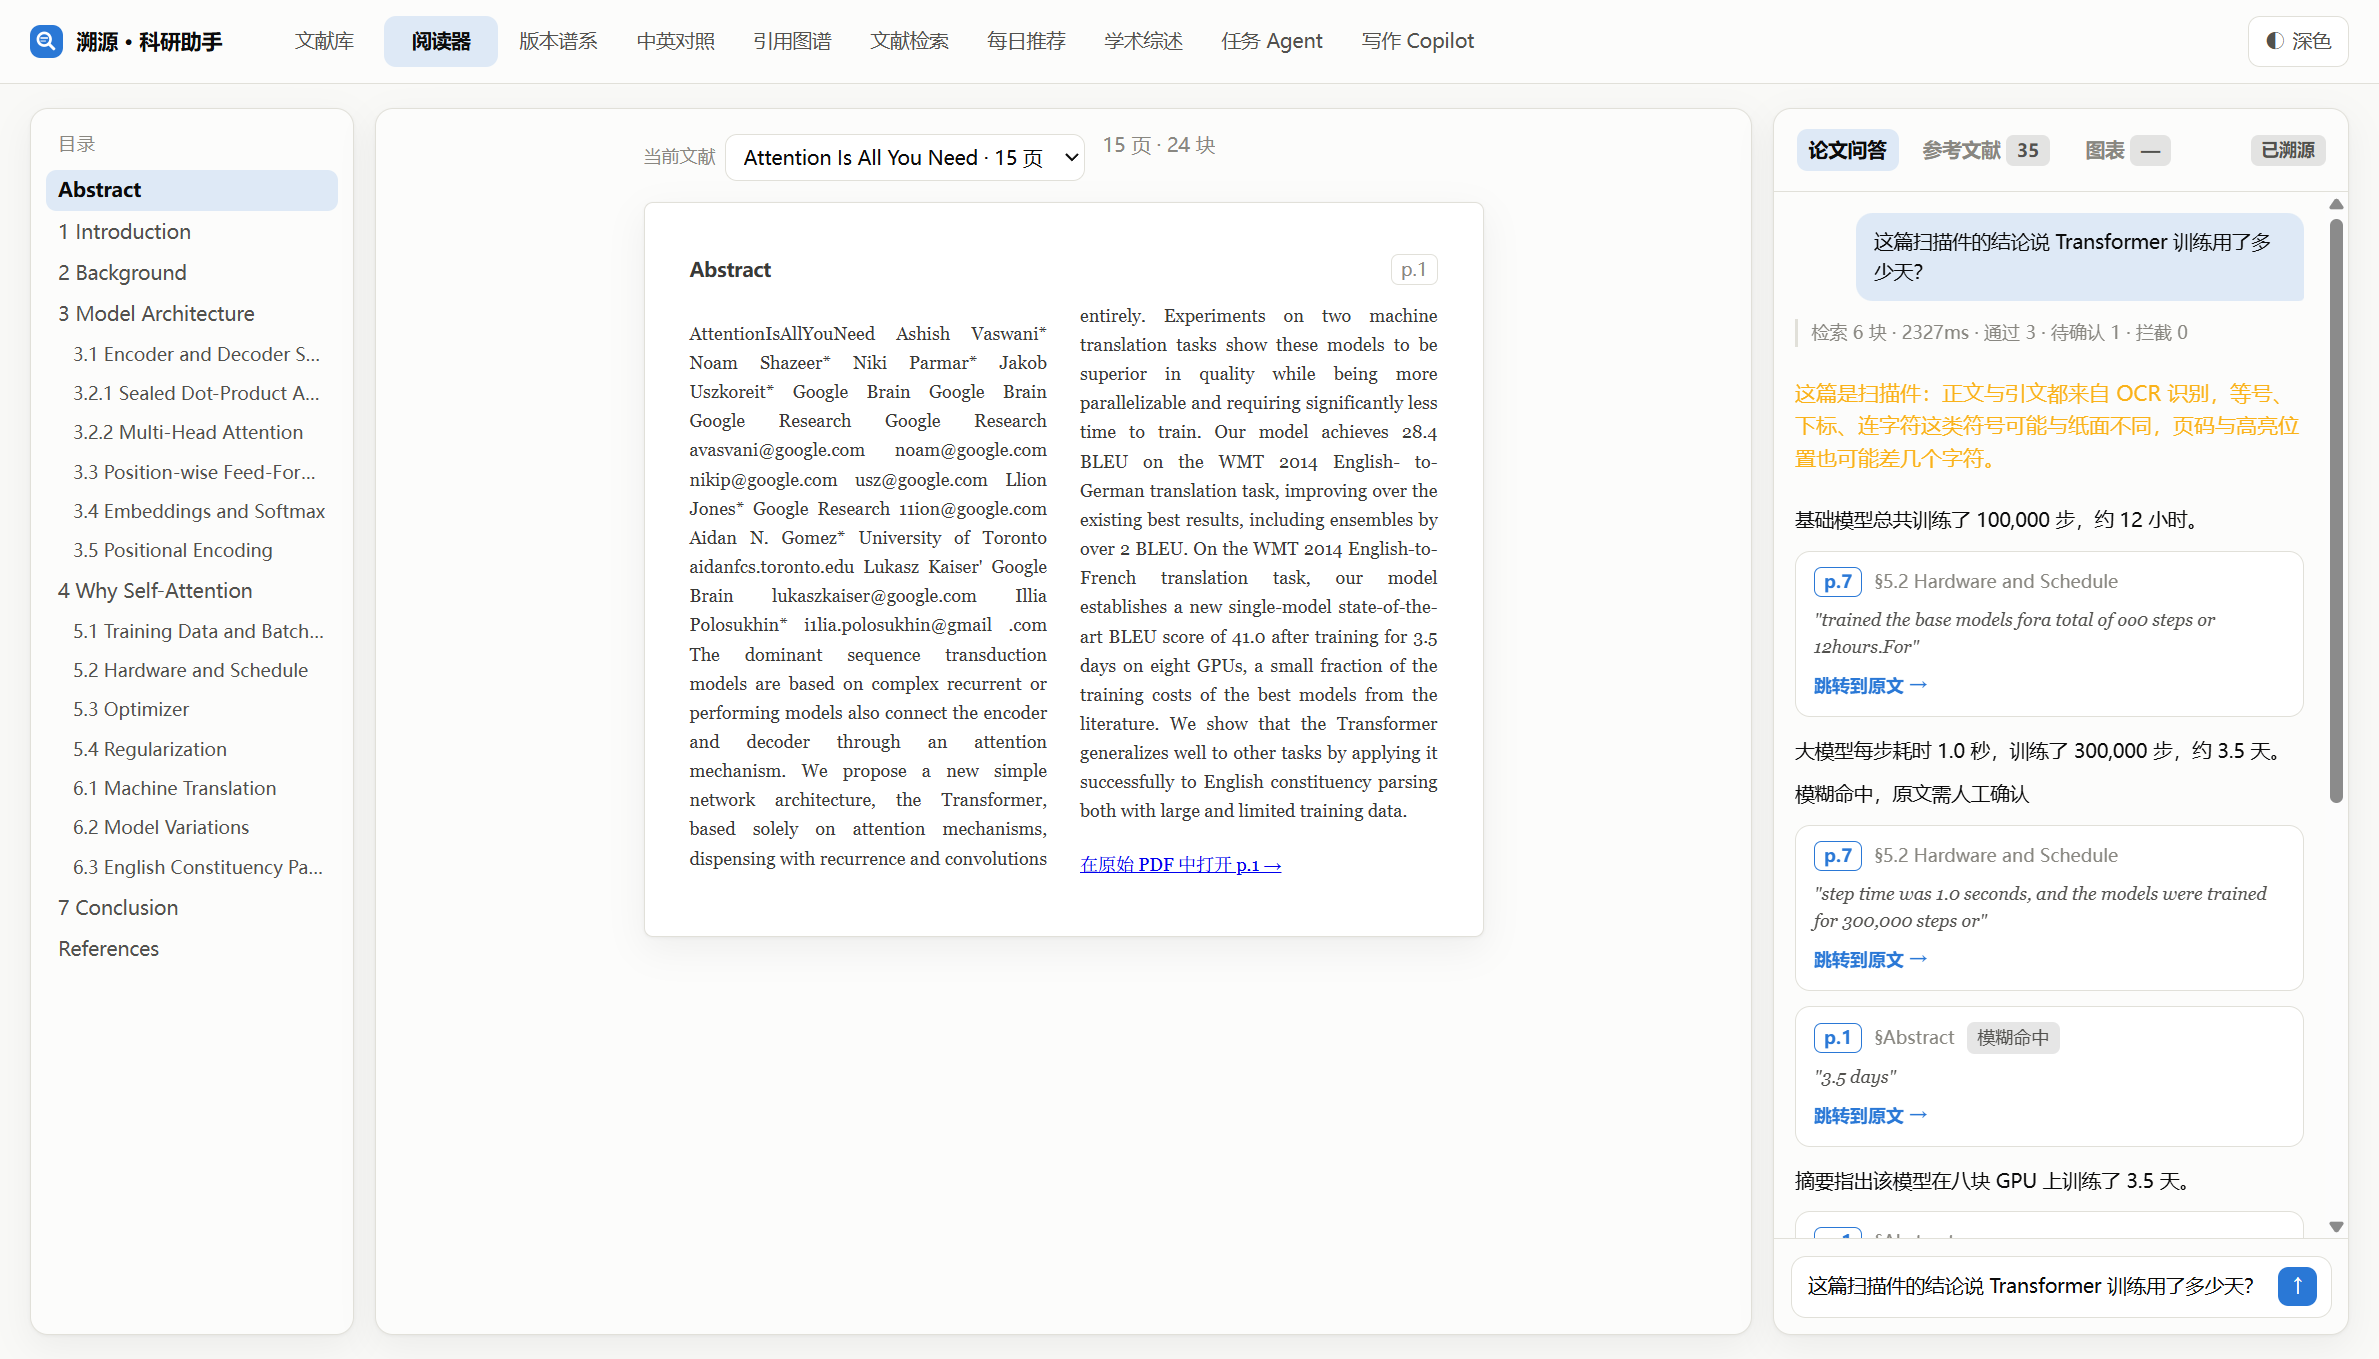 溯源・科研助手
文献库
阅读器
版本谱系
中英对照
引用图谱
文献检索
每日推荐
学术综述
任务 Agent
写作 Copilot
深色
目录
Abstract
1 Introduction
2 Background
3 Model Architecture
3.1 Encoder and Decoder S...
3.2.1 Sealed Dot-Product A...
3.2.2 Multi-Head Attention
3.3 Position-wise Feed-For...
3.4 Embeddings and Softmax
3.5 Positional Encoding
4 Why Self-Attention
5.1 Training Data and Batch...
5.2 Hardware and Schedule
5.3 Optimizer
5.4 Regularization
6.1 Machine Translation
6.2 Model Variations
6.3 English Constituency Pa...
7 Conclusion
References
当前文献
Attention Is All You Need · 15 页
15 页 · 24 块
Abstract
p.1
AttentionIsAllYouNeed Ashish Vaswani*
Noam Shazeer* Niki Parmar* Jakob
Uszkoreit* Google Brain Google Brain
Google Research Google Research
avasvani@google.com noam@google.com
nikip@google.com usz@google.com Llion
Jones* Google Research 11ion@google.com
Aidan N. Gomez* University of Toronto
aidanfcs.toronto.edu Lukasz Kaiser' Google
Brain lukaszkaiser@google.com Illia
Polosukhin* i1lia.polosukhin@gmail .com
The dominant sequence transduction
models are based on complex recurrent or
performing models also connect the encoder
and decoder through an attention
mechanism. We propose a new simple
network architecture, the Transformer,
based solely on attention mechanisms,
dispensing with recurrence and convolutions
entirely. Experiments on two machine
translation tasks show these models to be
superior in quality while being more
parallelizable and requiring significantly less
time to train. Our model achieves 28.4
BLEU on the WMT 2014 English- to-
German translation task, improving over the
existing best results, including ensembles by
over 2 BLEU. On the WMT 2014 English-to-
French translation task, our model
establishes a new single-model state-of-the-
art BLEU score of 41.0 after training for 3.5
days on eight GPUs, a small fraction of the
training costs of the best models from the
literature. We show that the Transformer
generalizes well to other tasks by applying it
successfully to English constituency parsing
both with large and limited training data.
在原始 PDF 中打开 p.1 →
论文问答
参考文献 35
图表 —
已溯源
这篇扫描件的结论说 Transformer 训练用了多
少天？
检索 6 块 · 2327ms · 通过 3 · 待确认 1 · 拦截 0
这篇是扫描件：正文与引文都来自 OCR 识别，等号、
下标、连字符这类符号可能与纸面不同，页码与高亮位
置也可能差几个字符。
基础模型总共训练了 100,000 步，约 12 小时。
p.7 §5.2 Hardware and Schedule
"trained the base models fora total of 000 steps or
12hours.For"
跳转到原文 →
大模型每步耗时 1.0 秒，训练了 300,000 步，约 3.5 天。
模糊命中，原文需人工确认
p.7 §5.2 Hardware and Schedule
"step time was 1.0 seconds, and the models were trained
for 300,000 steps or"
跳转到原文 →
p.1 §Abstract 模糊命中
"3.5 days"
跳转到原文 →
摘要指出该模型在八块 GPU 上训练了 3.5 天。
这篇扫描件的结论说 Transformer 训练用了多少天？
↑